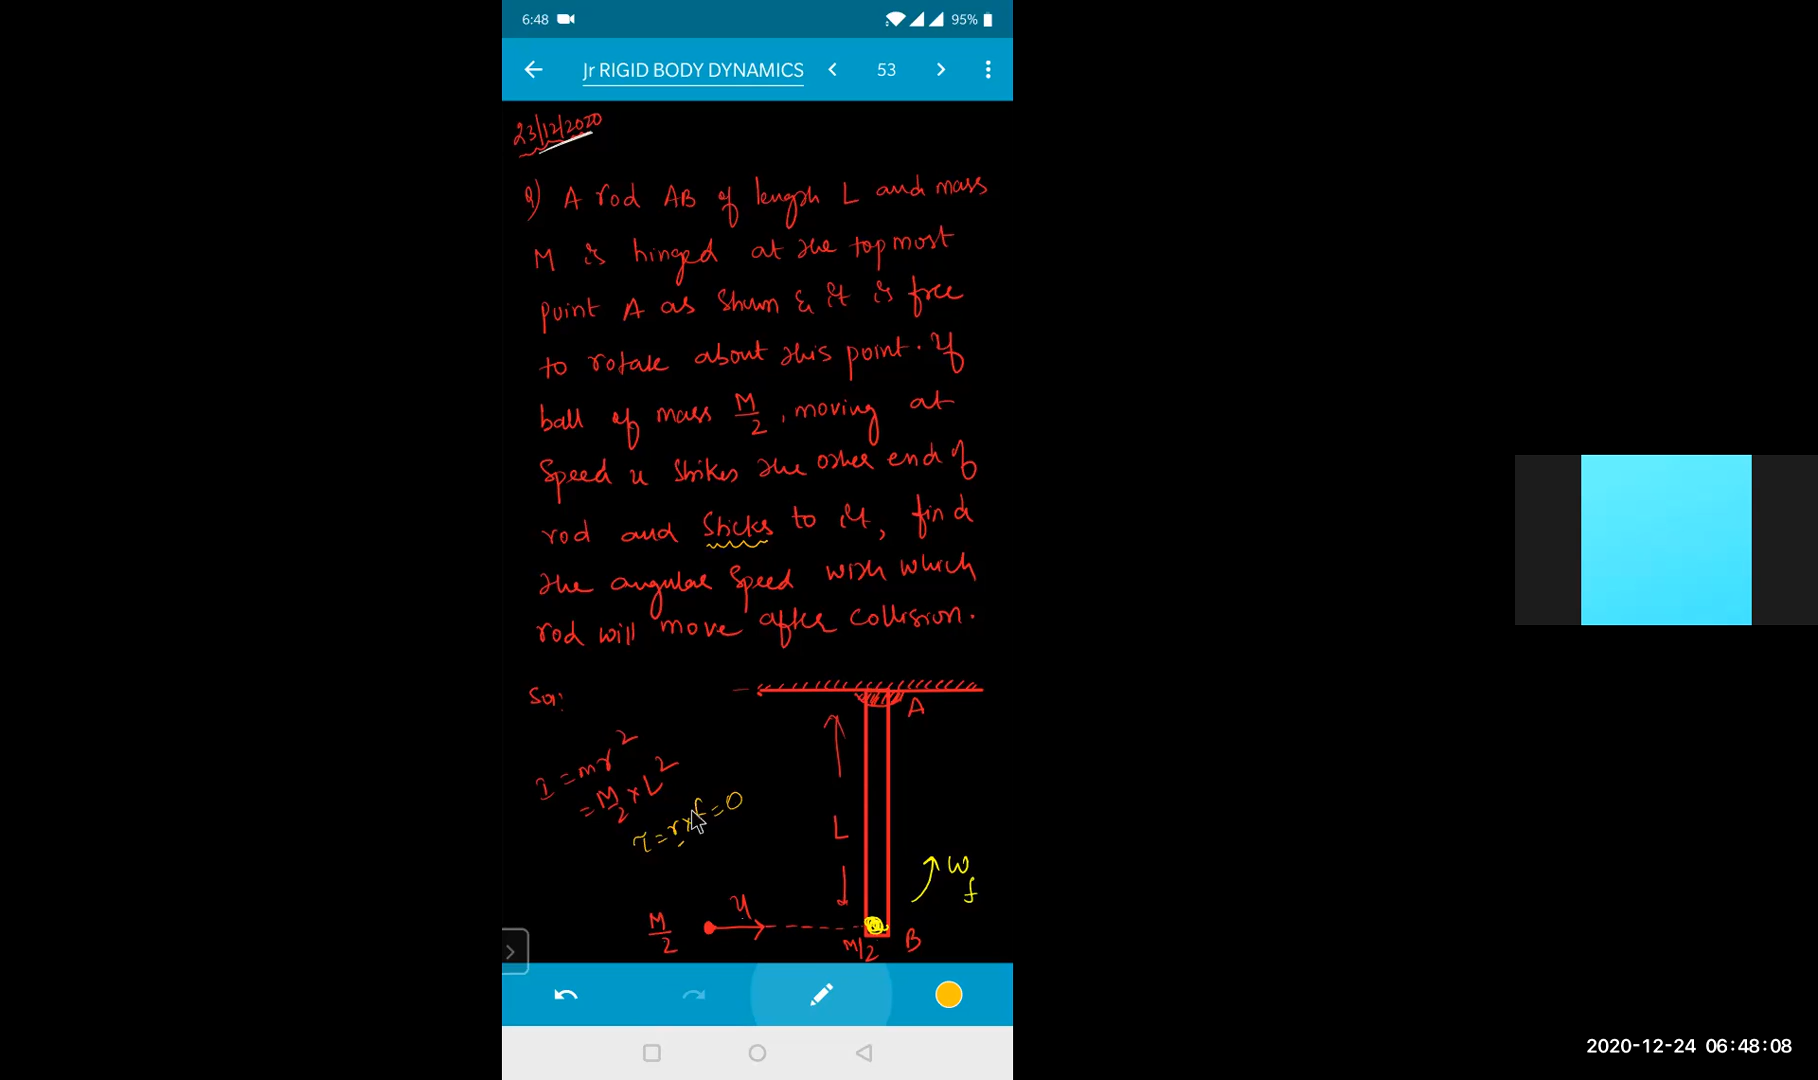 6:48 95%
Jr RIGID BODY DYNAMICS 53
23/12/2020
Q) A rod AB of length L and mass
M is hinged at the topmost
point A as shown & it is free
to rotate about this point. If
ball of mass M/2, moving at
speed u strikes the other end of
rod and sticks to it, find
the angular speed with which
rod will move after collision.
Sol:
A
I = mr²
= M/2 × L²
τ = r × f = 0
L
ω f
M/2 u M/2 B
2020-12-24 06:48:08